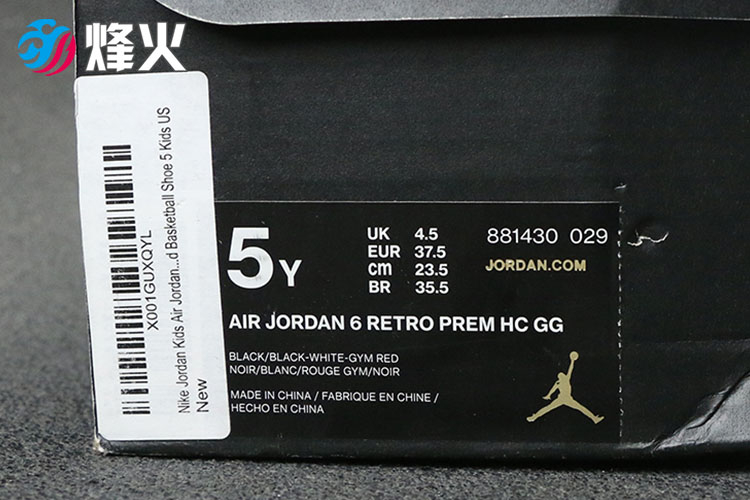 烽火
X001GUXQYL
Nike Jordan Kids Air Jordan...d Basketball Shoe 5 Kids US
New
5Y
UK 4.5
EUR 37.5
cm 23.5
BR 35.5
881430 029
JORDAN.COM
AIR JORDAN 6 RETRO PREM HC GG
BLACK/BLACK-WHITE-GYM RED
NOIR/BLANC/ROUGE GYM/NOIR
MADE IN CHINA / FABRIQUE EN CHINE /
HECHO EN CHINA